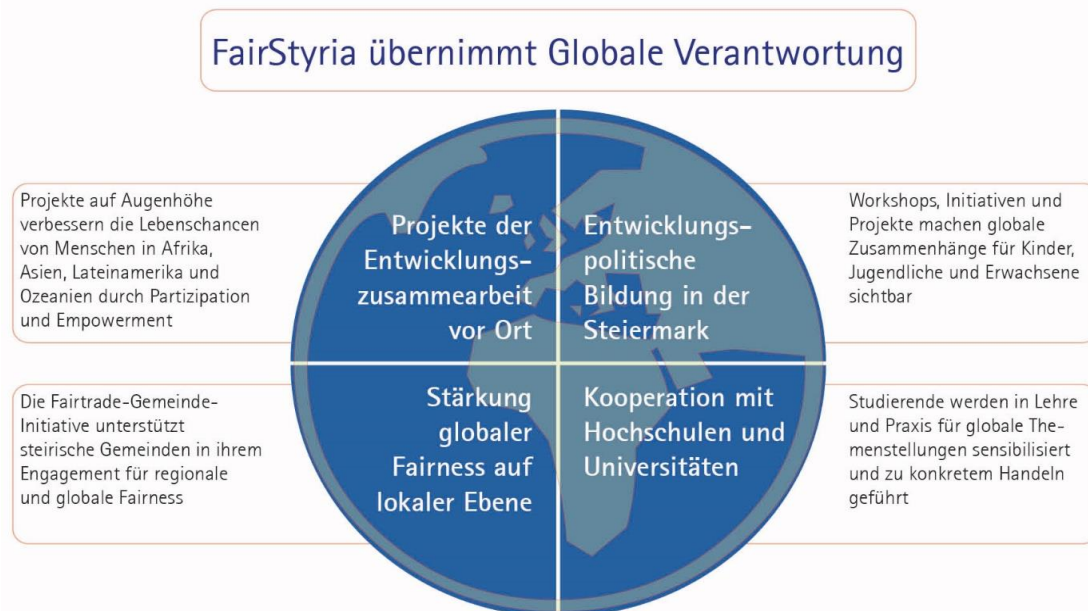 FairStyria übernimmt Globale Verantwortung
Projekte auf Augenhöhe
verbessern die Lebenschancen
von Menschen in Afrika,
Asien, Lateinamerika und
Ozeanien durch Partizipation
und Empowerment
Projekte der
Entwicklungs-
zusammearbeit
vor Ort
Entwicklungs-
politische
Bildung in der
Steiermark
Workshops, Initiativen und
Projekte machen globale
Zusammenhänge für Kinder,
Jugendliche und Erwachsene
sichtbar
Die Fairtrade-Gemeinde-
Initiative unterstützt
steirische Gemeinden in ihrem
Engagement für regionale
und globale Fairness
Stärkung
globaler
Fairness auf
lokaler Ebene
Kooperation mit
Hochschulen und
Universitäten
Studierende werden in Lehre
und Praxis für globale The-
menstellungen sensibilisiert
und zu konkretem Handeln
geführt